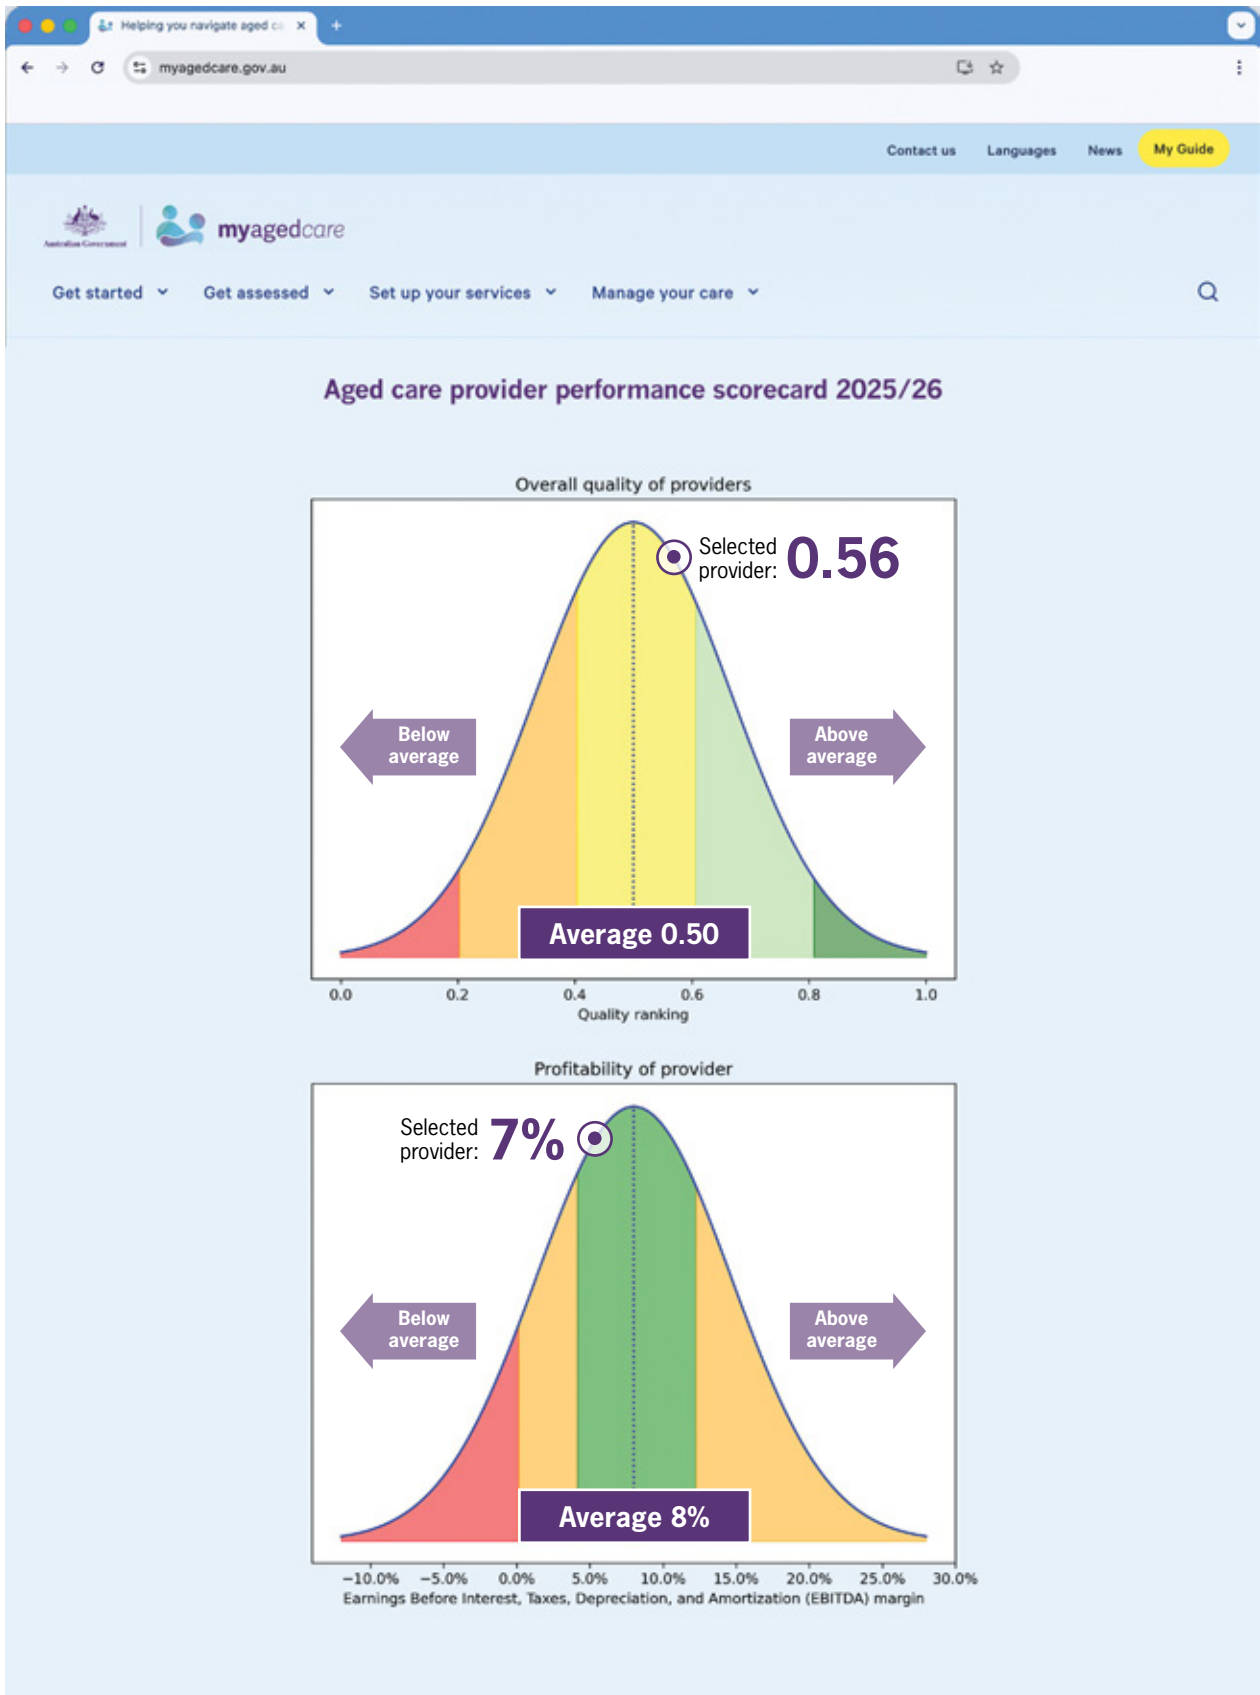 Helping you navigate aged ca
myagedcare.gov.au
Contact us Languages News My Guide
Australian Government
myagedcare
Get started Get assessed Set up your services Manage your care
Aged care provider performance scorecard 2025/26
Overall quality of providers
Selected
provider: 0.56
Below
average
Above
average
Average 0.50
0.0 0.2 0.4 0.6 0.8 1.0
Quality ranking
Profitability of provider
Selected
provider: 7%
Below
average
Above
average
Average 8%
−10.0% −5.0% 0.0% 5.0% 10.0% 15.0% 20.0% 25.0% 30.0%
Earnings Before Interest, Taxes, Depreciation, and Amortization (EBITDA) margin